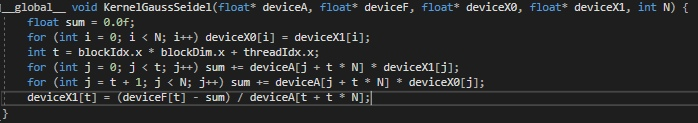 __global__ void KernelGaussSeidel(float* deviceA, float* deviceF, float* deviceX0, float* deviceX1, int N) {
float sum = 0.0f;
for (int i = 0; i < N; i++) deviceX0[i] = deviceX1[i];
int t = blockIdx.x * blockDim.x + threadIdx.x;
for (int j = 0; j < t; j++) sum += deviceA[j + t * N] * deviceX1[j];
for (int j = t + 1; j < N; j++) sum += deviceA[j + t * N] * deviceX0[j];
deviceX1[t] = (deviceF[t] - sum) / deviceA[t + t * N];
}